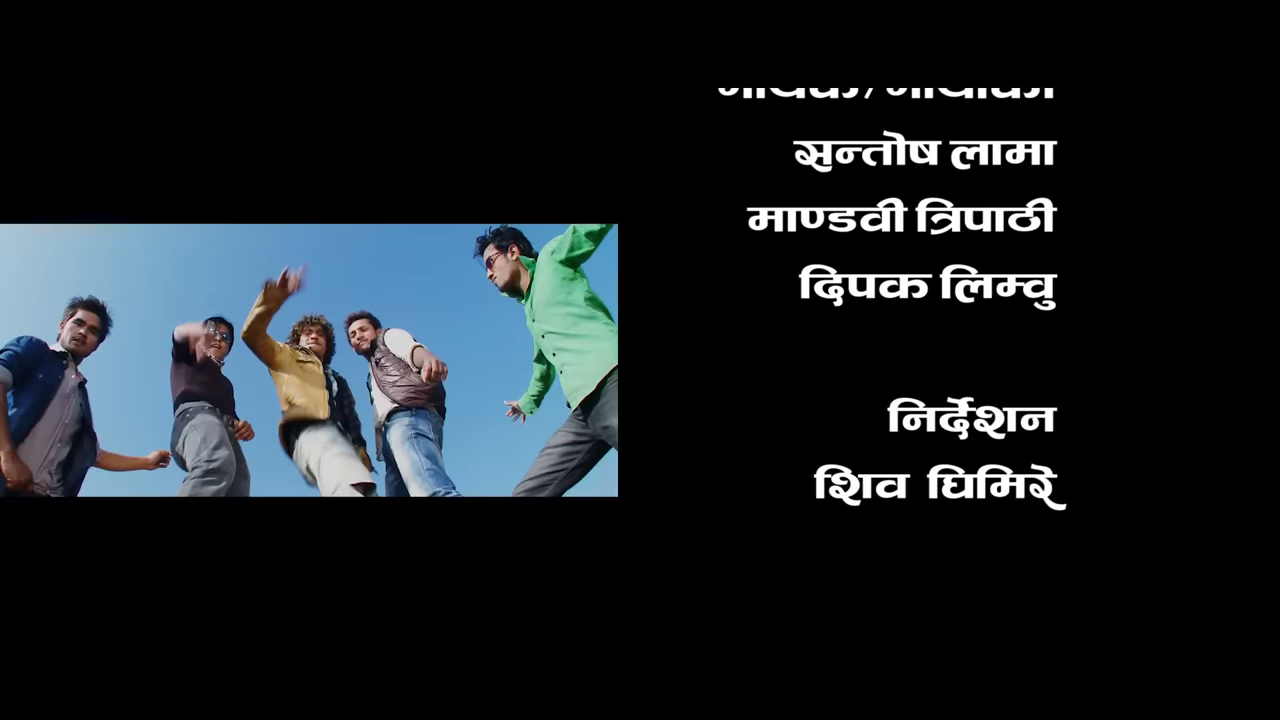 सन्तोष लामा
माण्डवी त्रिपाठी
दिपक लिम्वु
निर्देशन
शिव घिमिरे